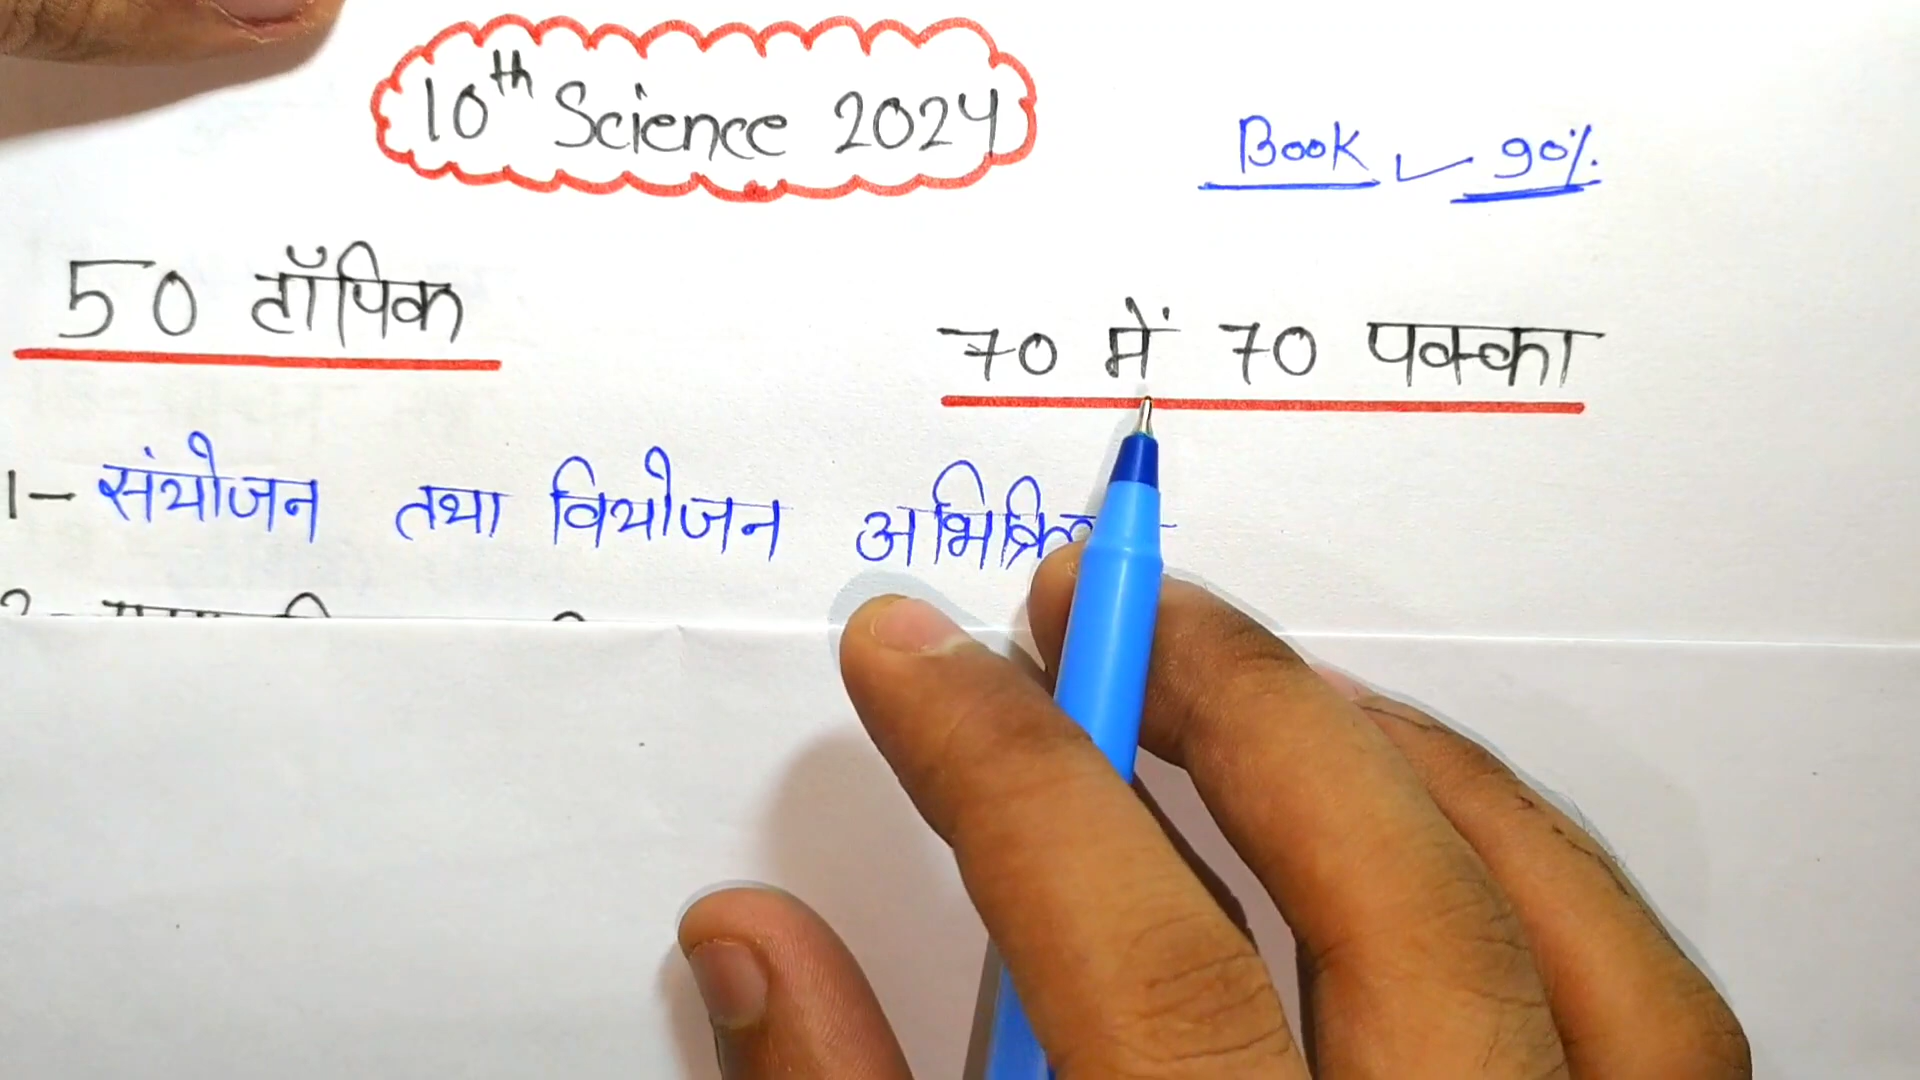 10th Science 2024
Book ✓ 90%
50 टॉपिक
70 में 70 पक्का
1- संयोजन तथा वियोजन